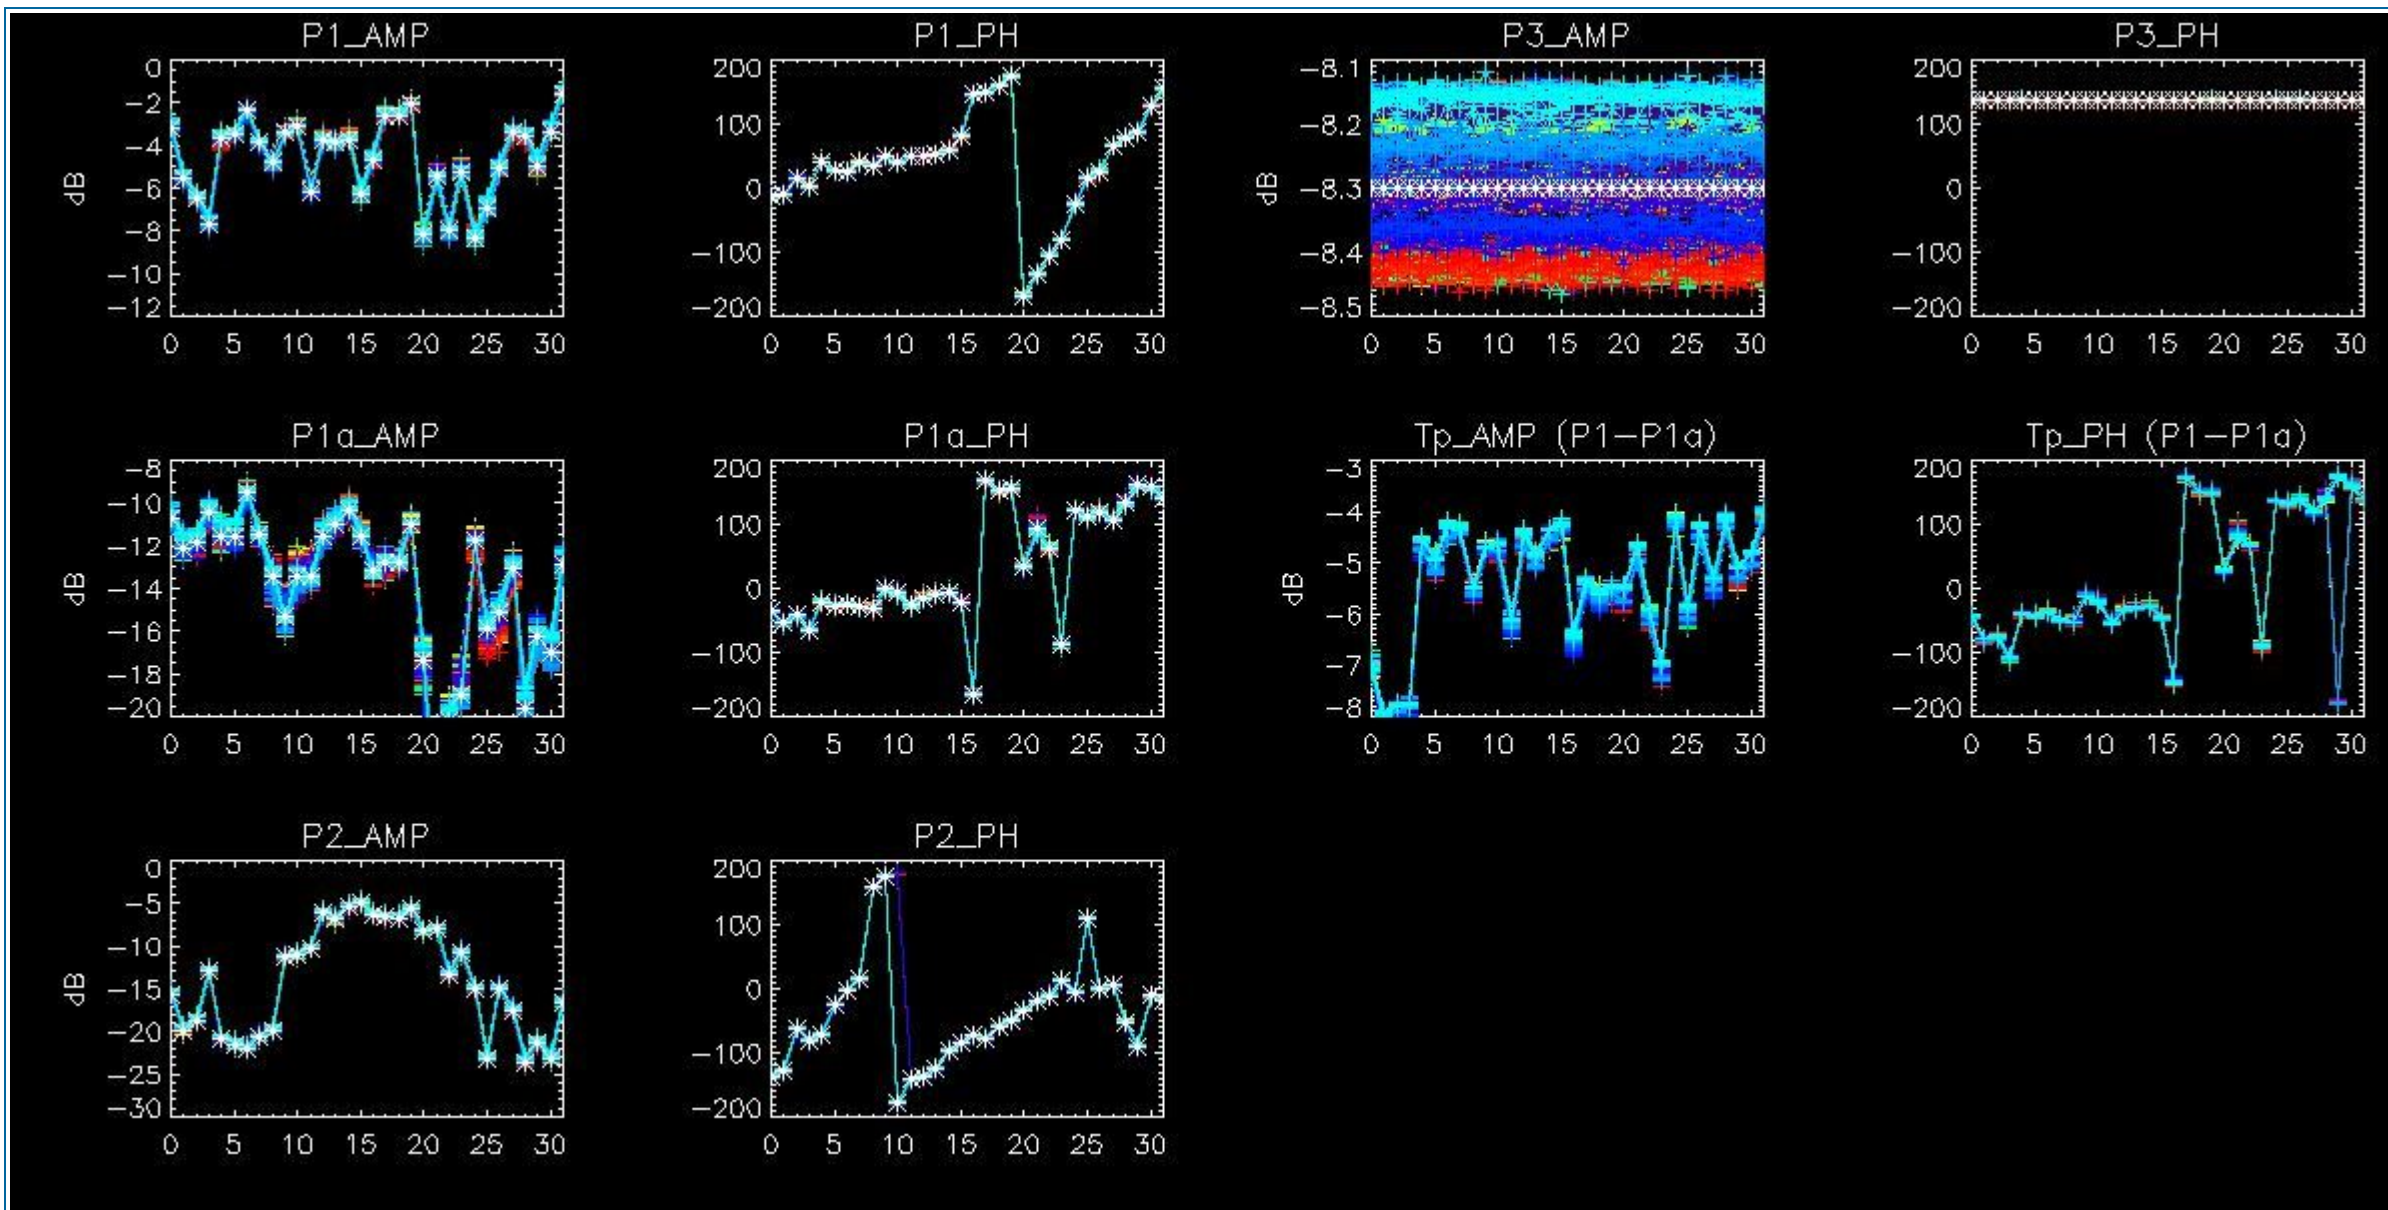 P1_AMP
P1_PH
P3_AMP
P3_PH
0
−2
−4
−6
−8
−10
−12
dB
0 5 10 15 20 25 30
200
100
0
−100
−200
0 5 10 15 20 25 30
−8.1
−8.2
−8.3
−8.4
−8.5
dB
0 5 10 15 20 25 30
200
100
0
−100
−200
0 5 10 15 20 25 30
P1a_AMP
P1a_PH
Tp_AMP (P1−P1a)
Tp_PH (P1−P1a)
−8
−10
−12
−14
−16
−18
−20
dB
0 5 10 15 20 25 30
200
100
0
−100
−200
0 5 10 15 20 25 30
−3
−4
−5
−6
−7
−8
dB
0 5 10 15 20 25 30
200
100
0
−100
−200
0 5 10 15 20 25 30
P2_AMP
P2_PH
0
−5
−10
−15
−20
−25
−30
dB
0 5 10 15 20 25 30
200
100
0
−100
−200
0 5 10 15 20 25 30